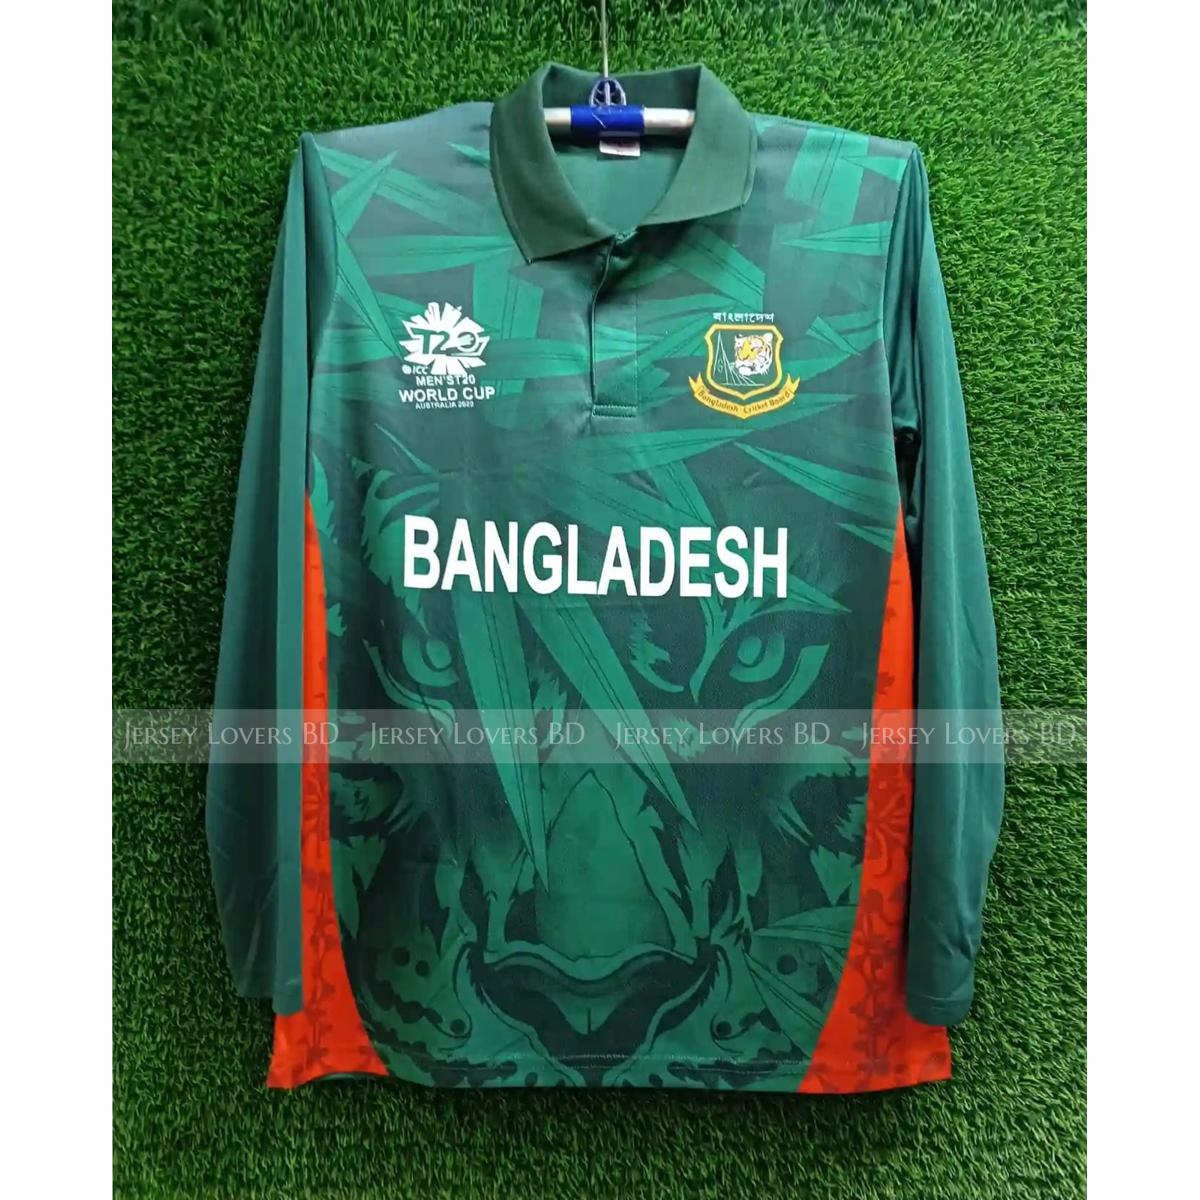 বাংলাদেশ
T20
ICC
MEN'S T20
WORLD CUP
AUSTRALIA 2020
Bangladesh Cricket Board
BANGLADESH
JERSEY LOVERS BD JERSEY LOVERS BD JERSEY LOVERS BD JERSEY LOVERS BD